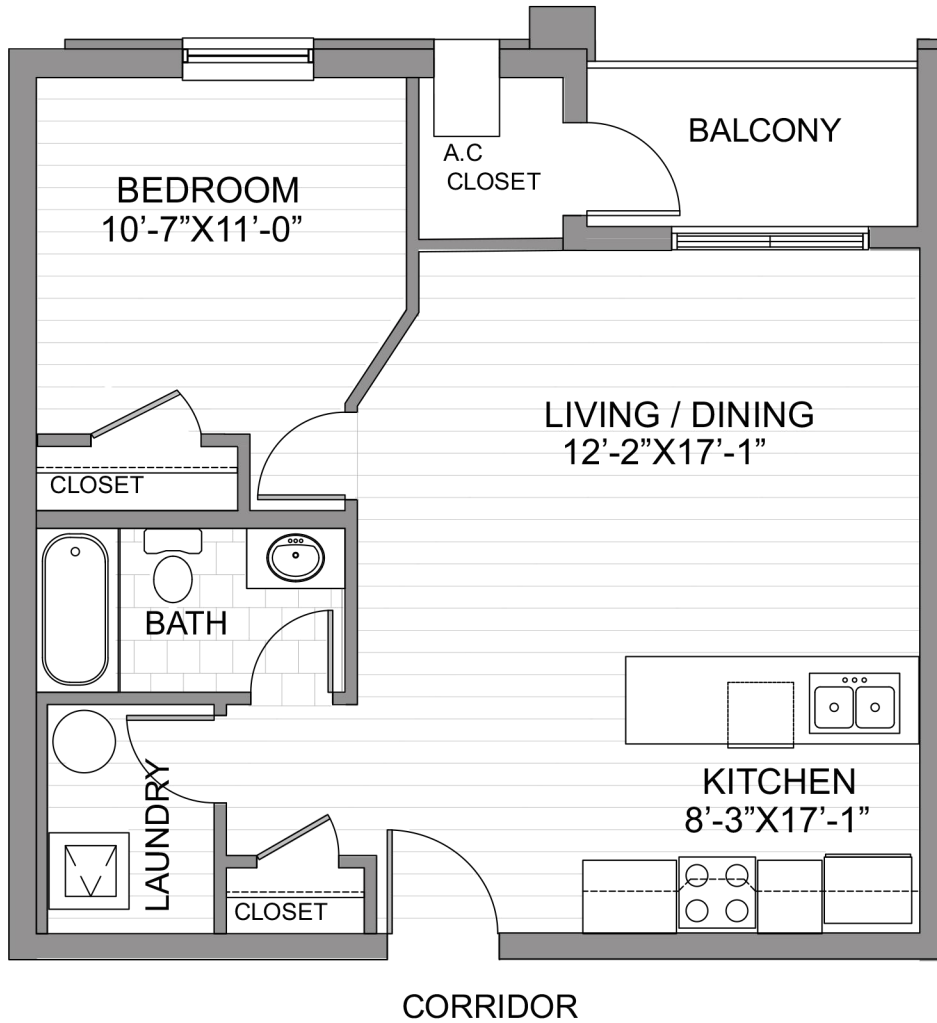 BALCONY
A.C
CLOSET
BEDROOM
10’-7”X11’-0”
LIVING / DINING
12’-2”X17’-1”
CLOSET
BATH
KITCHEN
8’-3”X17’-1”
LAUNDRY
CLOSET
CORRIDOR